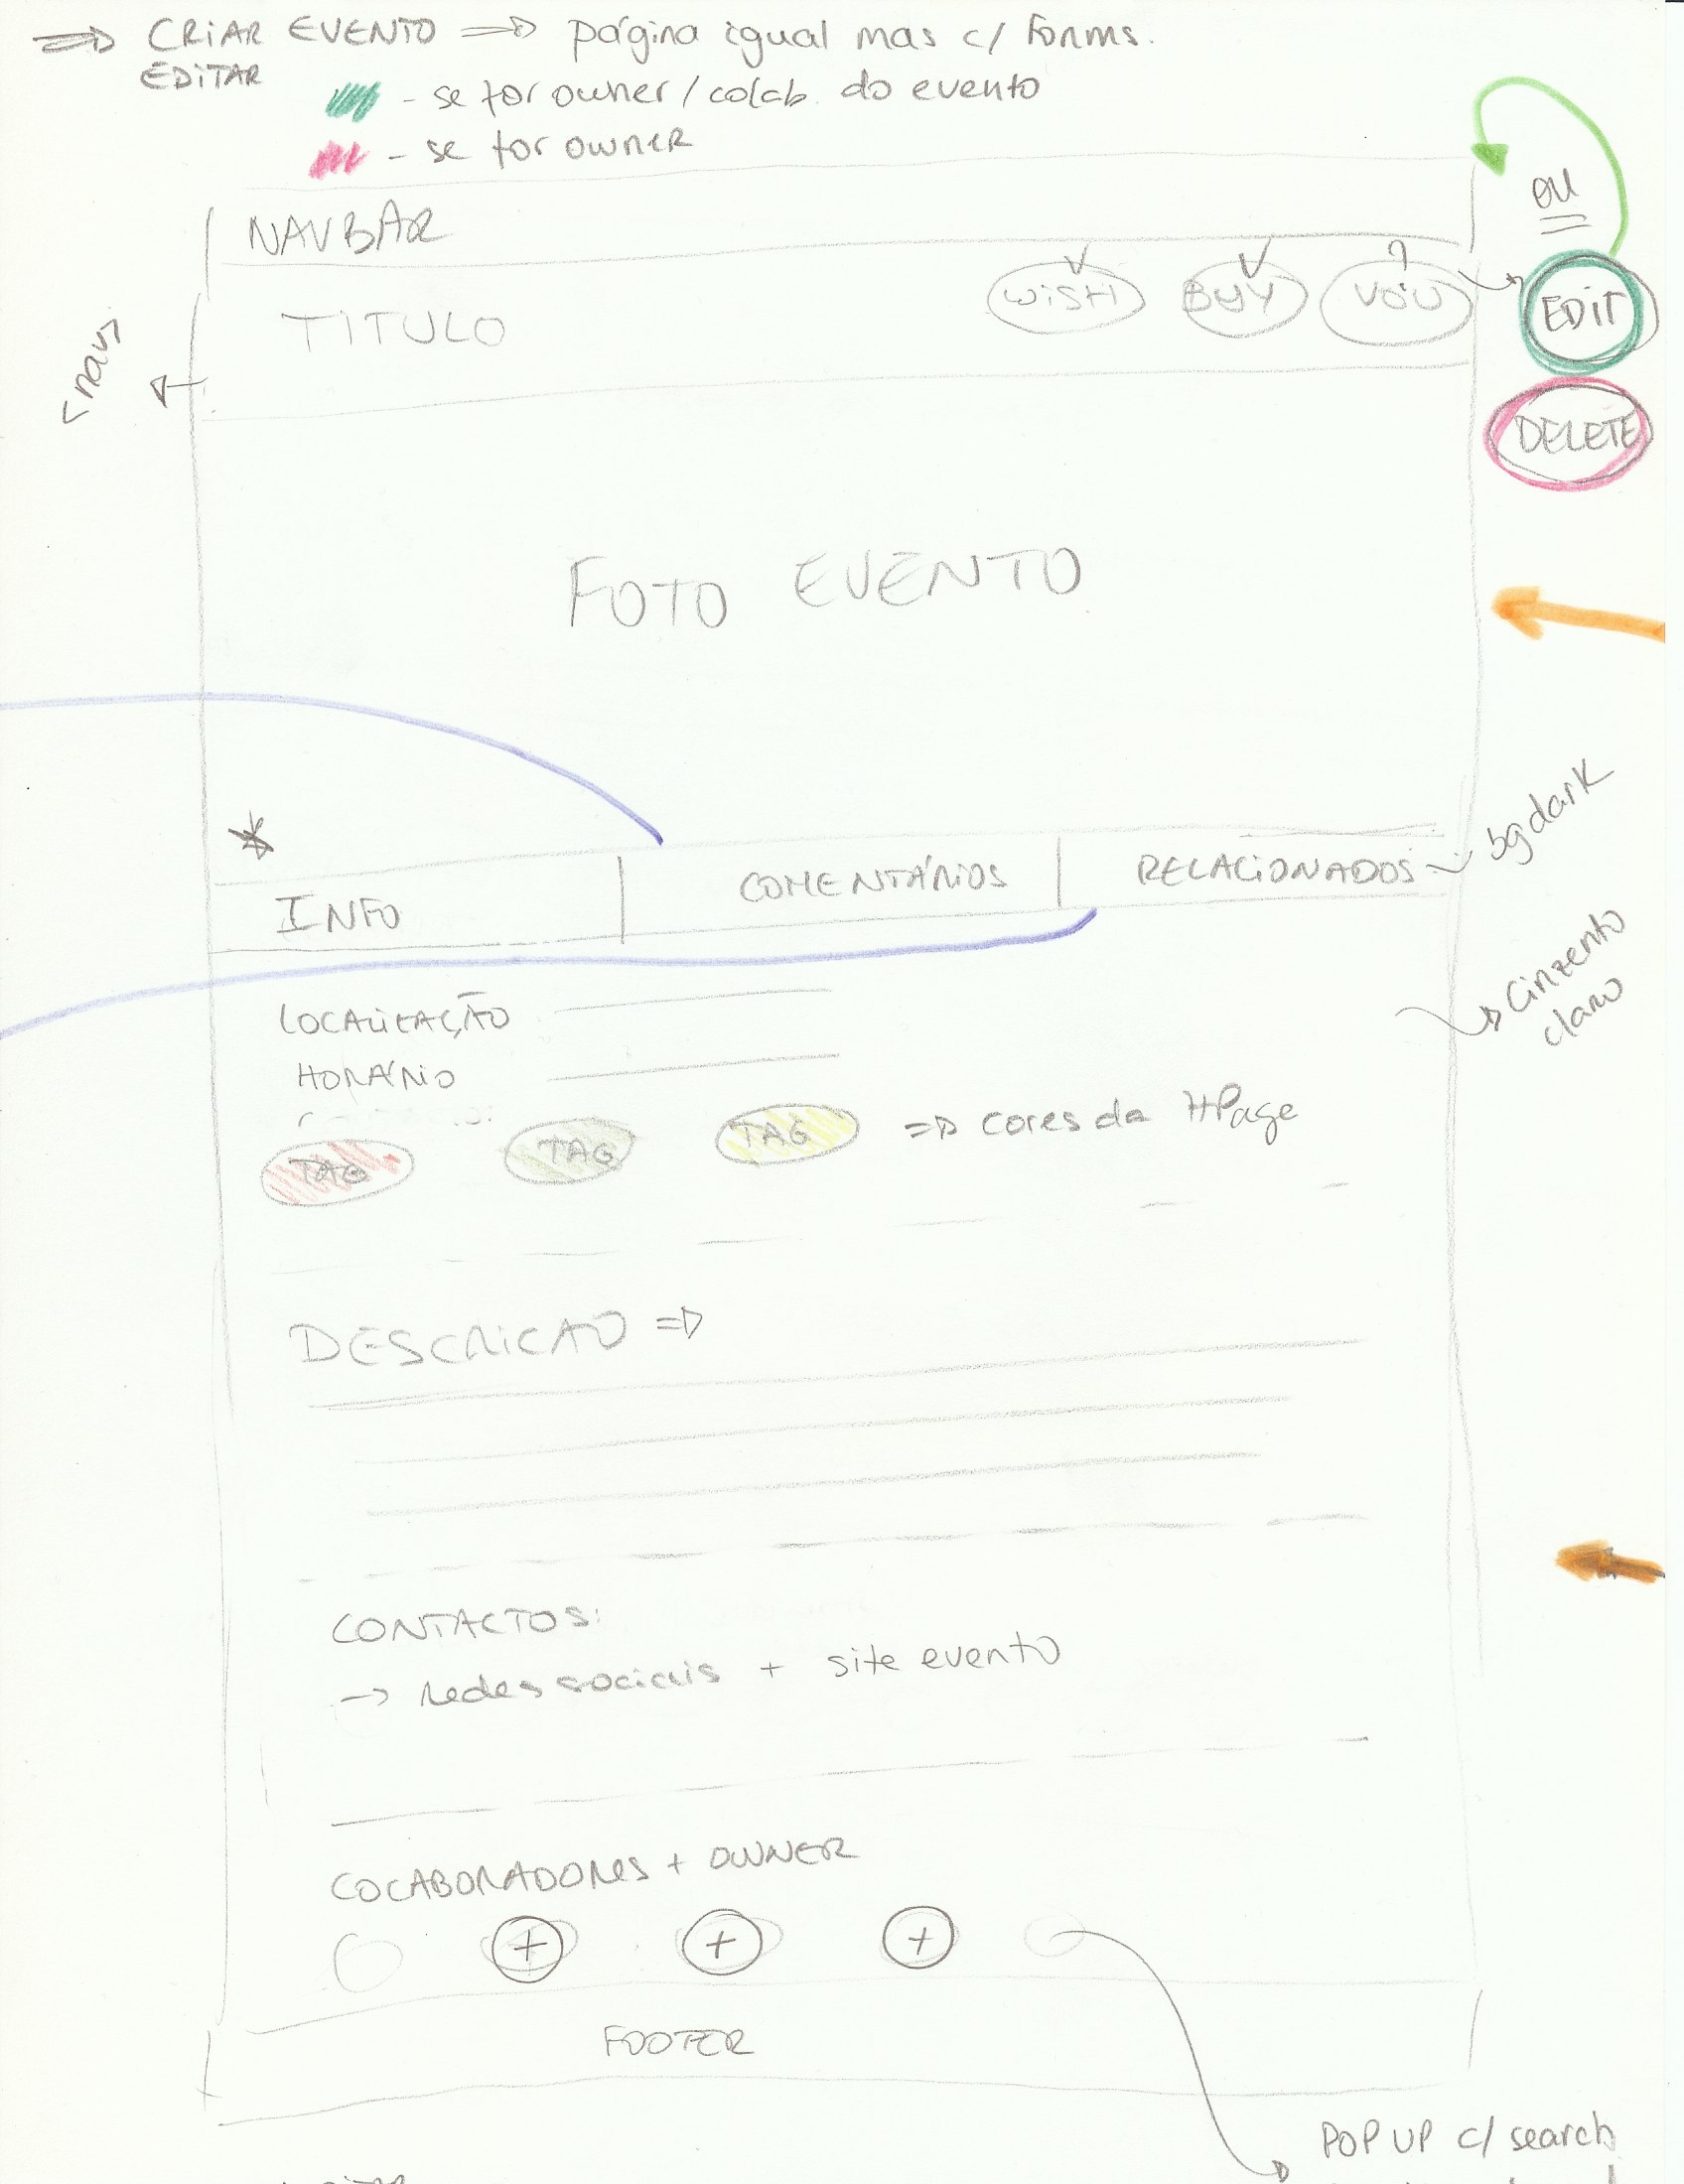 ⇒ CRIAR EVENTO ⇒ página igual mas c/ Forms.
EDITAR
- se for owner/colab. do evento
- se for owner
NAVBAR
OU
WISH BUY VOU EDIT
TITULO
<nav>
DELETE
FOTO EVENTO
bg dark
INFO COMENTÁRIOS RELACIONADOS
cinzento
claro
LOCALIZAÇÃO
HORÁRIO
TAG TAG TAG ⇒ cores da HPage
DESCRICAO ⇒
CONTACTOS:
→ redes sociais + site evento
COLABORADORES + OWNER
+ + +
FOOTER
POP UP c/ search